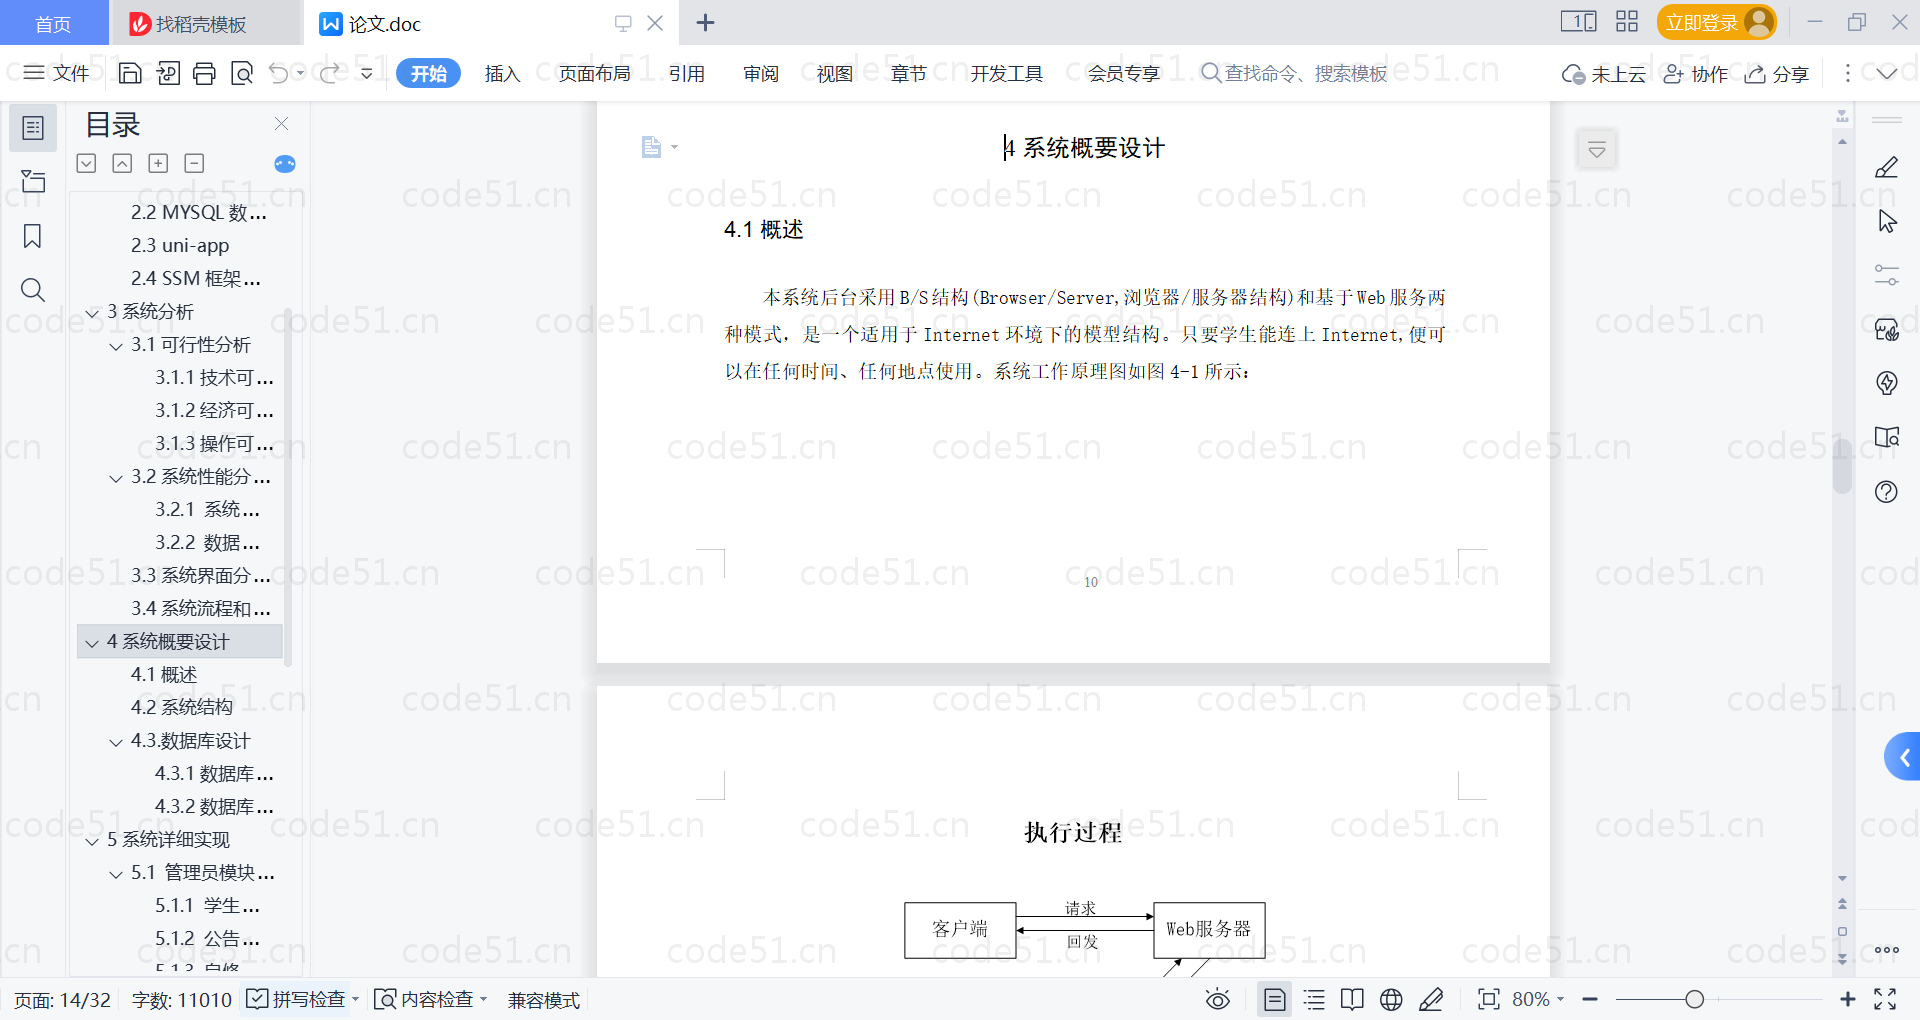 首页
找稻壳模板
论文.doc
立即登录
文件
开始
插入
页面布局
引用
审阅
视图
章节
开发工具
会员专享
查找命令、搜索模板
未上云
协作
分享
目录
2.2 MYSQL 数...
2.3 uni-app
2.4 SSM 框架...
3 系统分析
3.1 可行性分析
3.1.1 技术可...
3.1.2 经济可...
3.1.3 操作可...
3.2 系统性能分...
3.2.1 系统...
3.2.2 数据...
3.3 系统界面分...
3.4 系统流程和...
4 系统概要设计
4.1 概述
4.2 系统结构
4.3.数据库设计
4.3.1 数据库...
4.3.2 数据库...
5 系统详细实现
5.1 管理员模块...
5.1.1 学生...
5.1.2 公告...
4 系统概要设计
4.1 概述
本系统后台采用B/S结构(Browser/Server,浏览器/服务器结构)和基于Web服务两
种模式，是一个适用于Internet环境下的模型结构。只要学生能连上Internet,便可
以在任何时间、任何地点使用。系统工作原理图如图4-1所示：
10
执行过程
客户端
请求
回发
Web服务器
页面: 14/32
字数: 11010
拼写检查
内容检查
兼容模式
80%
code51.cn